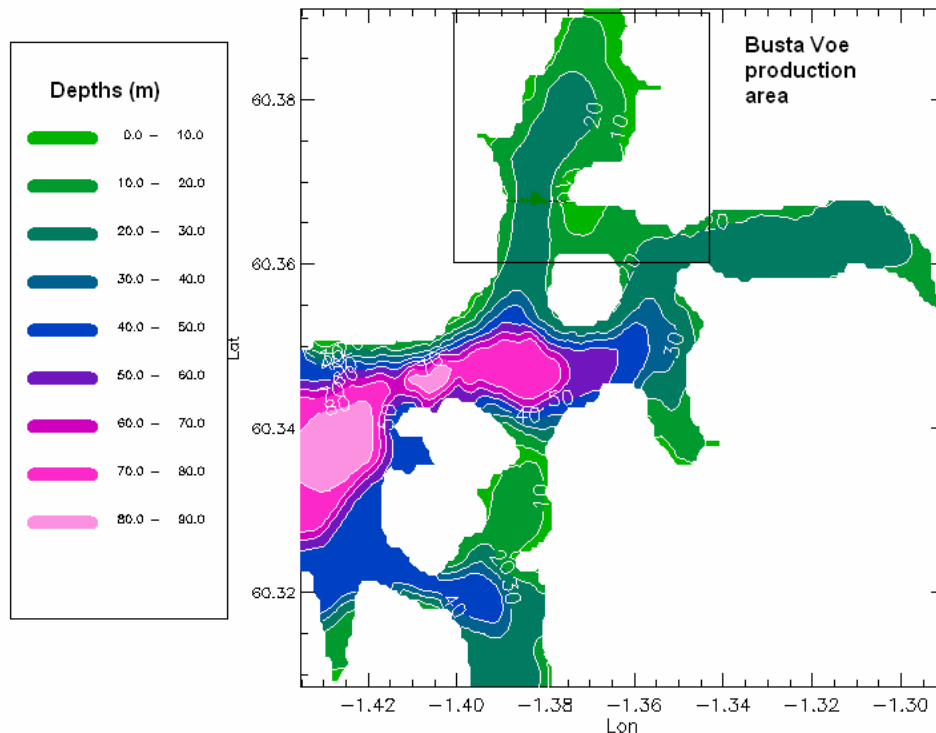 Depths (m)
0.0 – 10.0
10.0 – 20.0
20.0 – 30.0
30.0 – 40.0
40.0 – 50.0
50.0 – 60.0
60.0 – 70.0
70.0 – 80.0
80.0 – 90.0
Busta Voe
production
area
60.38
60.36
60.34
60.32
Lat
−1.42 −1.40 −1.38 −1.36 −1.34 −1.32 −1.30
Lon
20
10
20
30
50
40
80
10
40